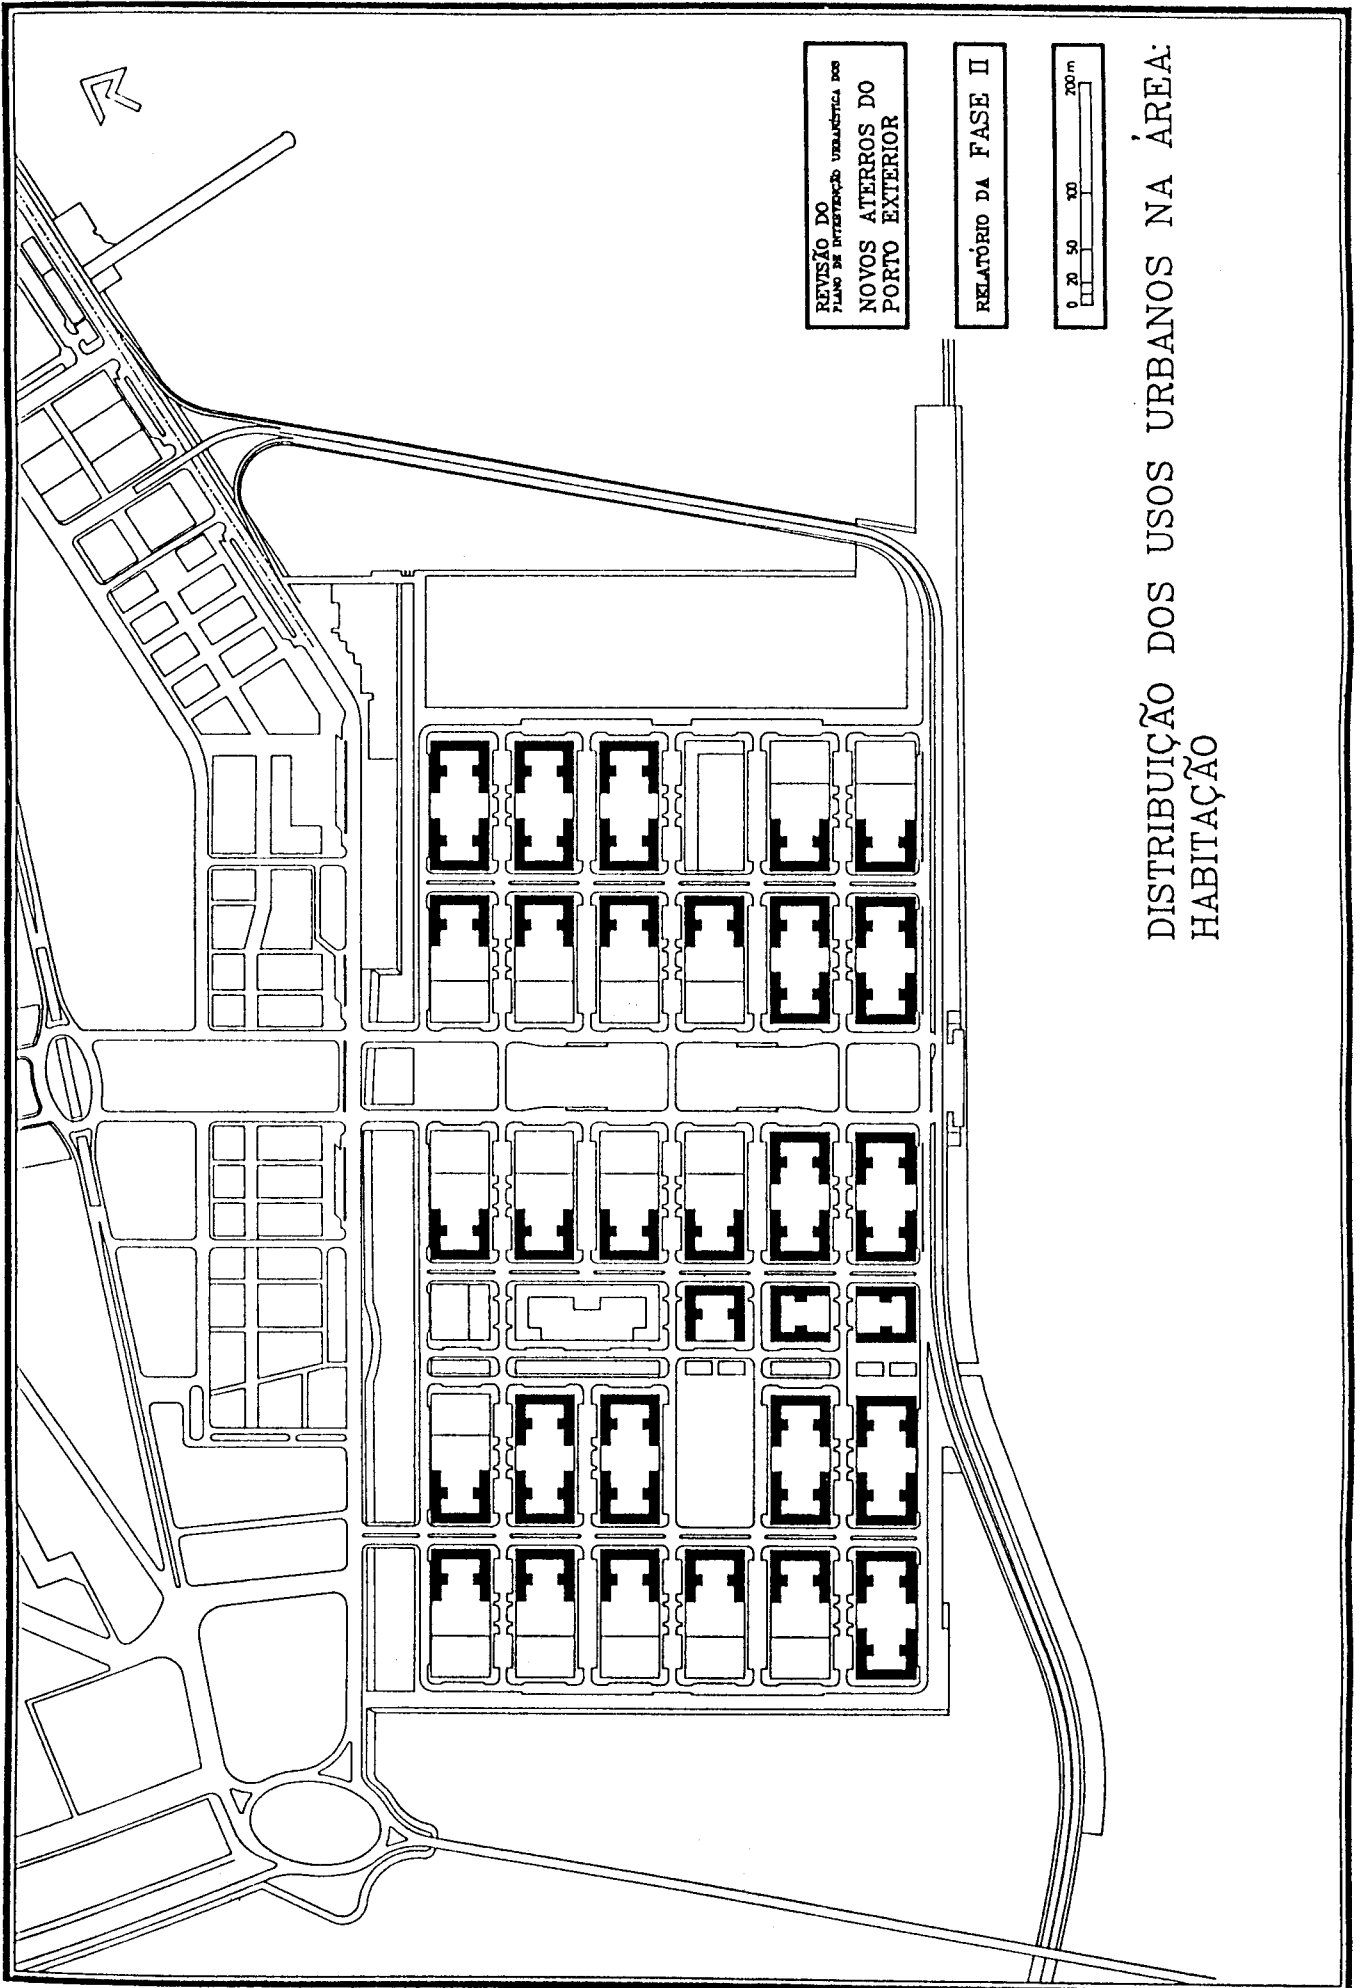 REVISÃO DO
PLANO DE INTERVENÇÃO URBANÍSTICA DOS
NOVOS ATERROS DO
PORTO EXTERIOR
RELATÓRIO DA FASE II
0 20 50 100 200 m
DISTRIBUIÇÃO DOS USOS URBANOS NA ÁREA:
HABITAÇÃO